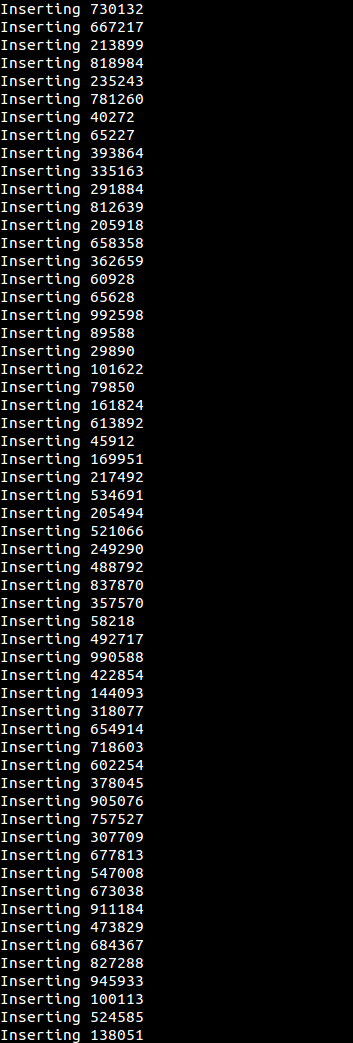 Inserting 730132
Inserting 667217
Inserting 213899
Inserting 818984
Inserting 235243
Inserting 781260
Inserting 40272
Inserting 65227
Inserting 393864
Inserting 335163
Inserting 291884
Inserting 812639
Inserting 205918
Inserting 658358
Inserting 362659
Inserting 60928
Inserting 65628
Inserting 992598
Inserting 89588
Inserting 29890
Inserting 101622
Inserting 79850
Inserting 161824
Inserting 613892
Inserting 45912
Inserting 169951
Inserting 217492
Inserting 534691
Inserting 205494
Inserting 521066
Inserting 249290
Inserting 488792
Inserting 837870
Inserting 357570
Inserting 58218
Inserting 492717
Inserting 990588
Inserting 422854
Inserting 144093
Inserting 318077
Inserting 654914
Inserting 718603
Inserting 602254
Inserting 378045
Inserting 905076
Inserting 757527
Inserting 307709
Inserting 677813
Inserting 547008
Inserting 673038
Inserting 911184
Inserting 473829
Inserting 684367
Inserting 827288
Inserting 945933
Inserting 100113
Inserting 524585
Inserting 138051